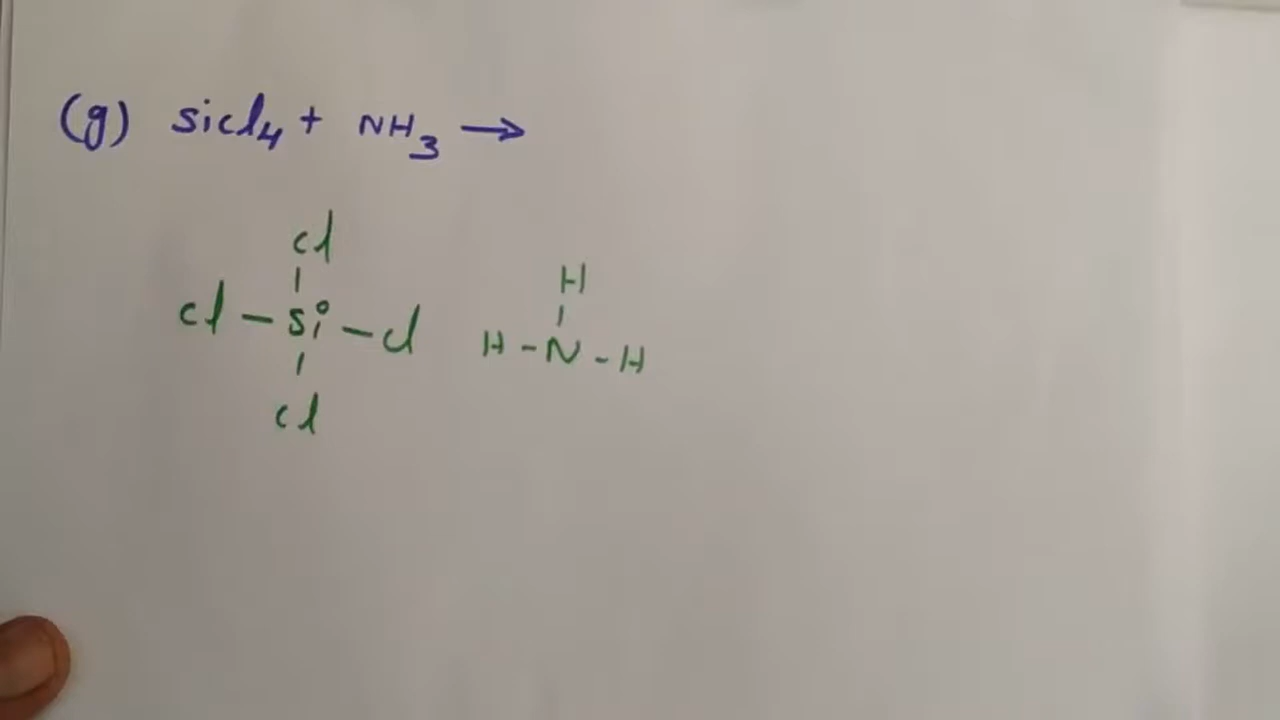 (g) sicl4 + NH3 →
cl
|
cl - Si - cl
|
cl
H
|
H - N - H